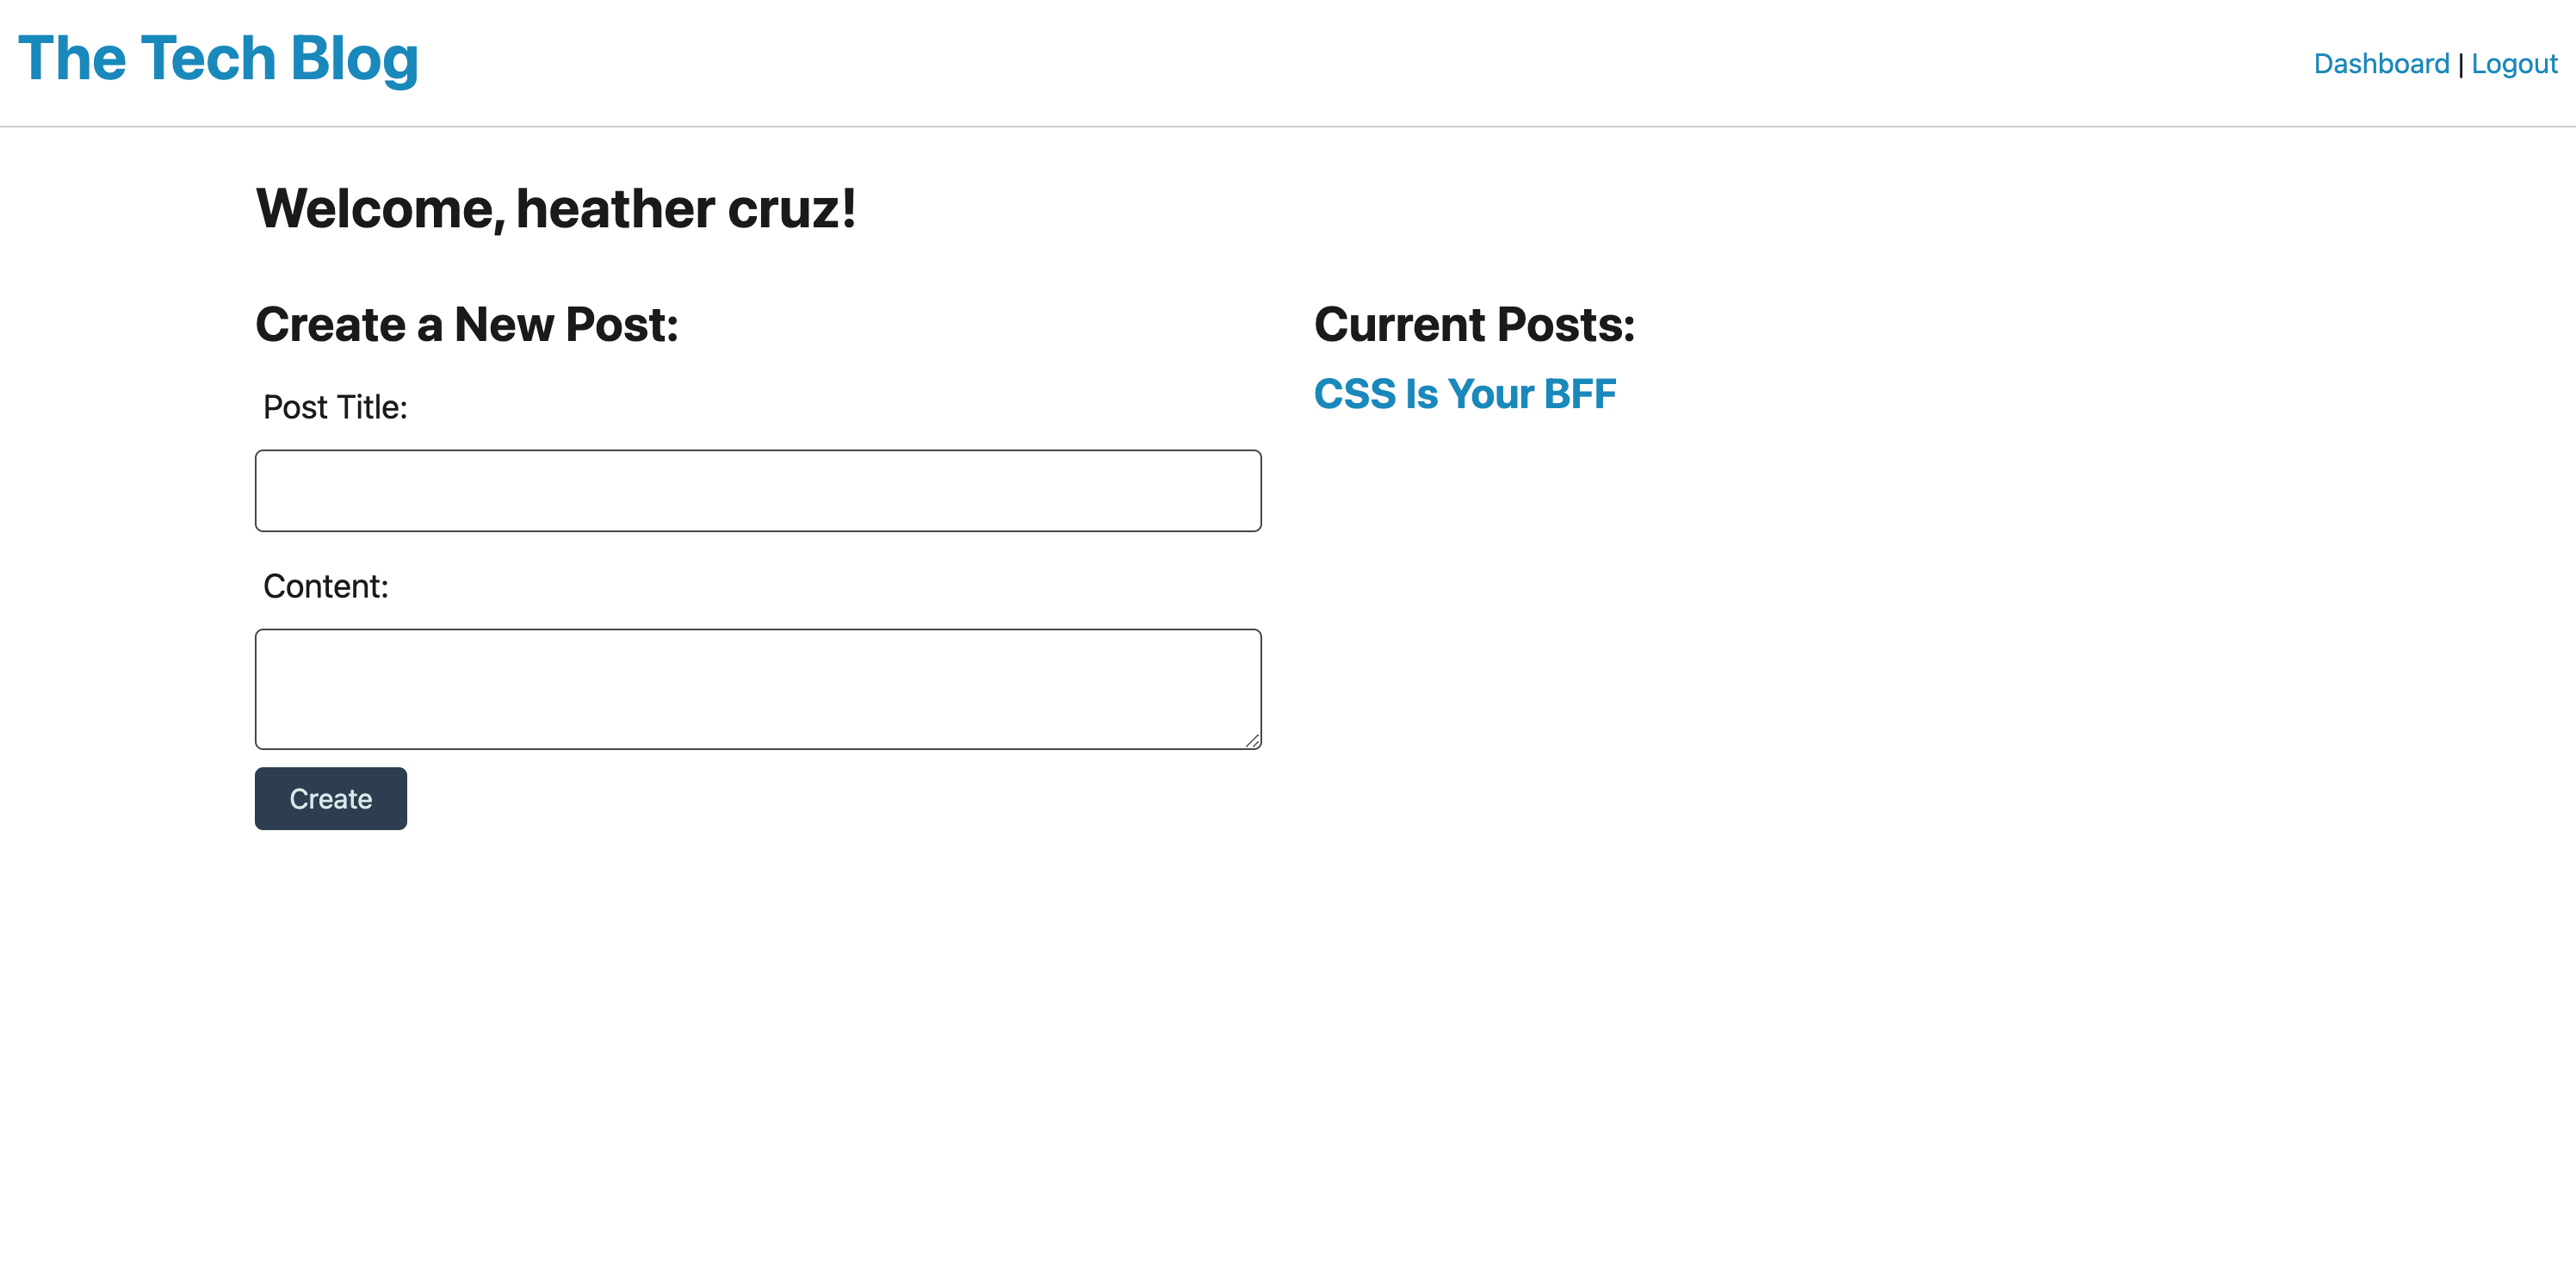 The Tech Blog
Dashboard | Logout
Welcome, heather cruz!
Create a New Post:
Post Title:
Content:
Create
Current Posts:
CSS Is Your BFF